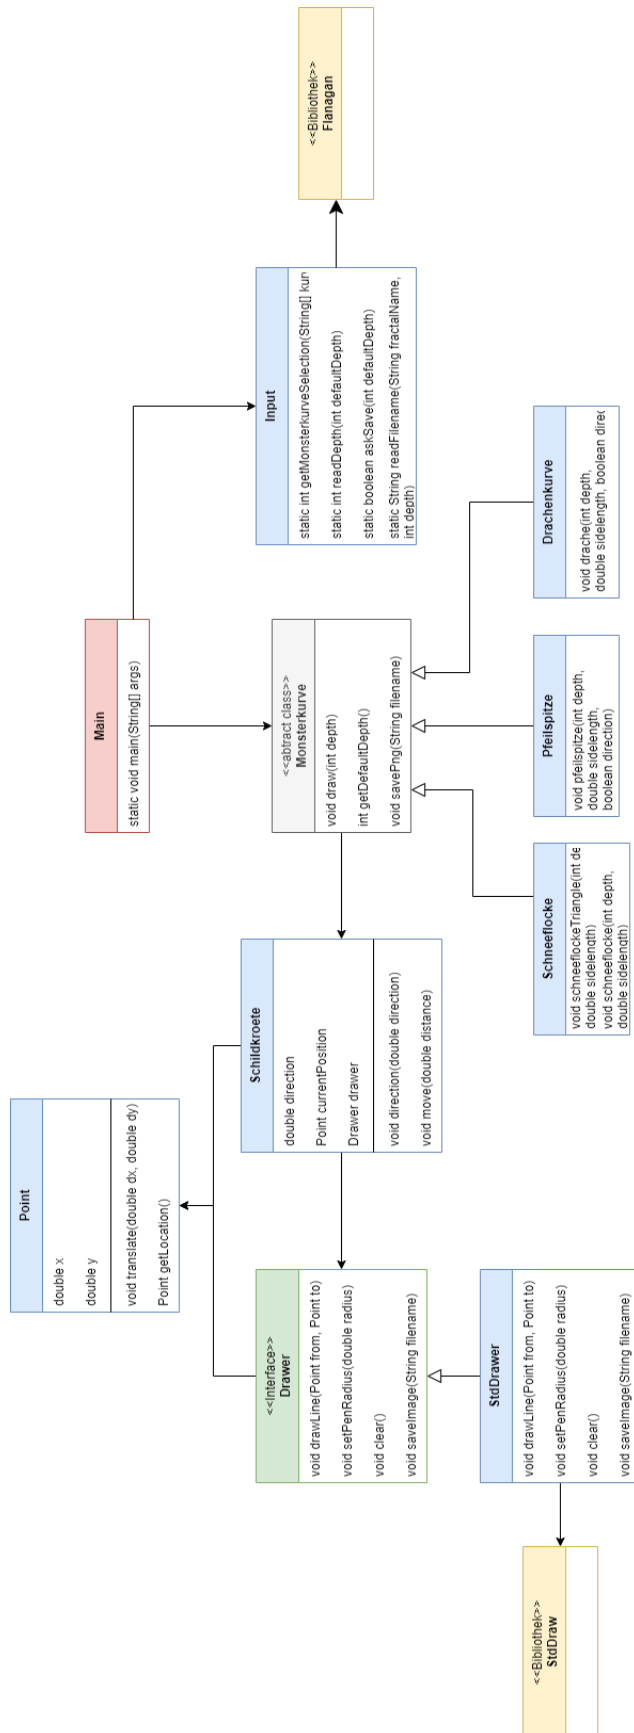 Point
double x
double y
void translate(double dx, double dy)
Point getLocation()
Main
static void main(String[] args)
<<Interface>>
Drawer
void drawLine(Point from, Point to)
void setPenRadius(double radius)
void clear()
void saveImage(String filename)
Schildkroete
double direction
Point currentPosition
Drawer drawer
void direction(double direction)
void move(double distance)
<<abtract class>>
Monsterkurve
void draw(int depth)
int getDefaultDepth()
void savePng(String filename)
Input
static int getMonsterkurveSelection(String[] kur
static int readDepth(int defaultDepth)
static boolean askSave(int defaultDepth)
static String readFilename(String fractalName,
int depth)
<<Bibliothek>>
Flanagan
<<Bibliothek>>
StdDraw
StdDrawer
void drawLine(Point from, Point to)
void setPenRadius(double radius)
void clear()
void saveImage(String filename)
Schneeflocke
void schneeflockeTriangle(int de
double sidelength)
void schneeflocke(int depth,
double sidelength)
Pfeilspitze
void pfeilspitze(int depth,
double sidelength,
boolean direction)
Drachenkurve
void drache(int depth,
double sidelength, boolean direc